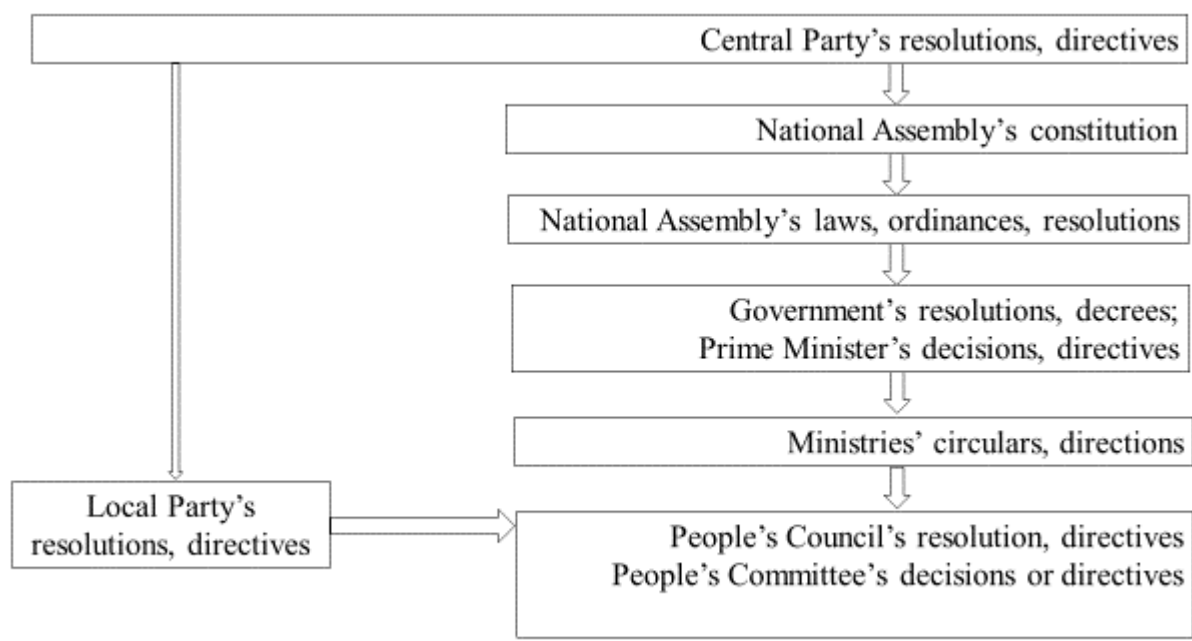 Central Party's resolutions, directives
National Assembly's constitution
National Assembly's laws, ordinances, resolutions
Government's resolutions, decrees;
Prime Minister's decisions, directives
Ministries' circulars, directions
Local Party's
resolutions, directives
People's Council's resolution, directives
People's Committee's decisions or directives